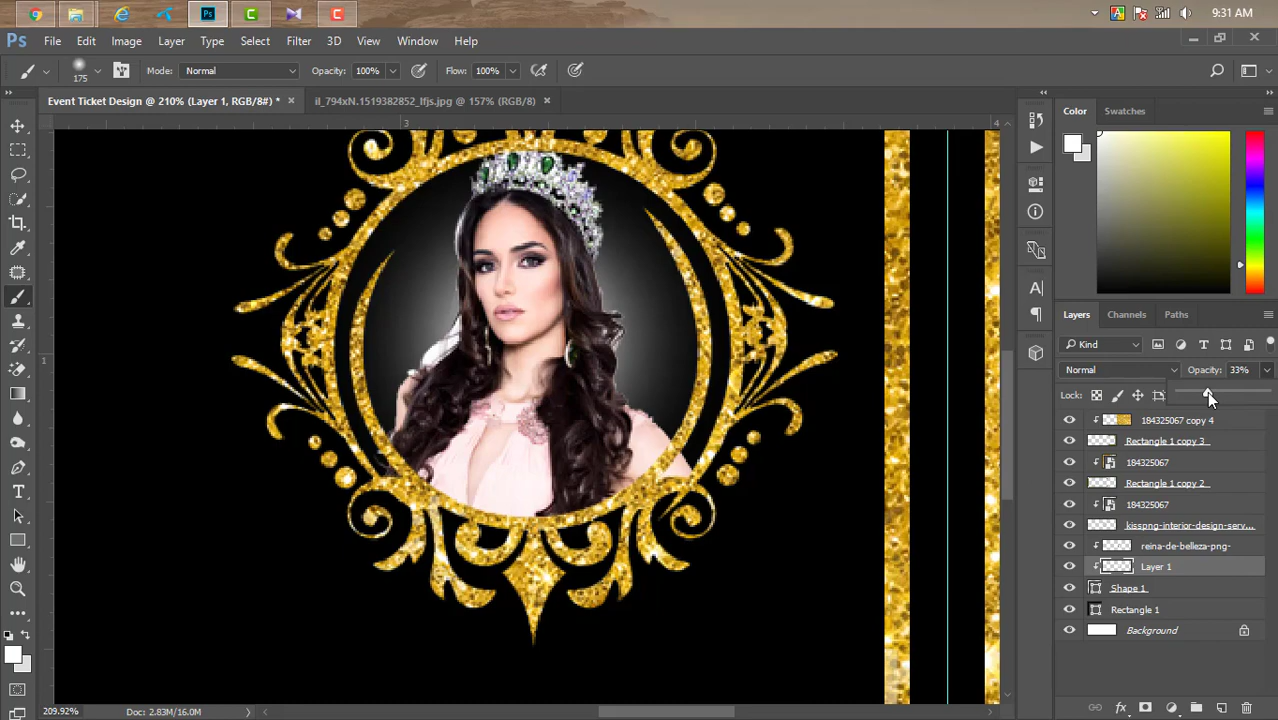 9:31 AM
Ps File Edit Image Layer Type Select Filter 3D View Window Help
175 Mode: Normal Opacity: 100% Flow: 100%
Event Ticket Design @ 210% (Layer 1, RGB/8#) * × il_794xN.1519382852_lfjs.jpg @ 157% (RGB/8) ×
Color Swatches
3 4
1
Layers Channels Paths
Kind
Normal Opacity: 33%
Lock:
184325067 copy 4
Rectangle 1 copy 3
184325067
Rectangle 1 copy 2
184325067
kisspng-interior-design-serv...
reina-de-belleza-png-
Layer 1
Shape 1
Rectangle 1
Background
209.92% Doc: 2.83M/16.0M